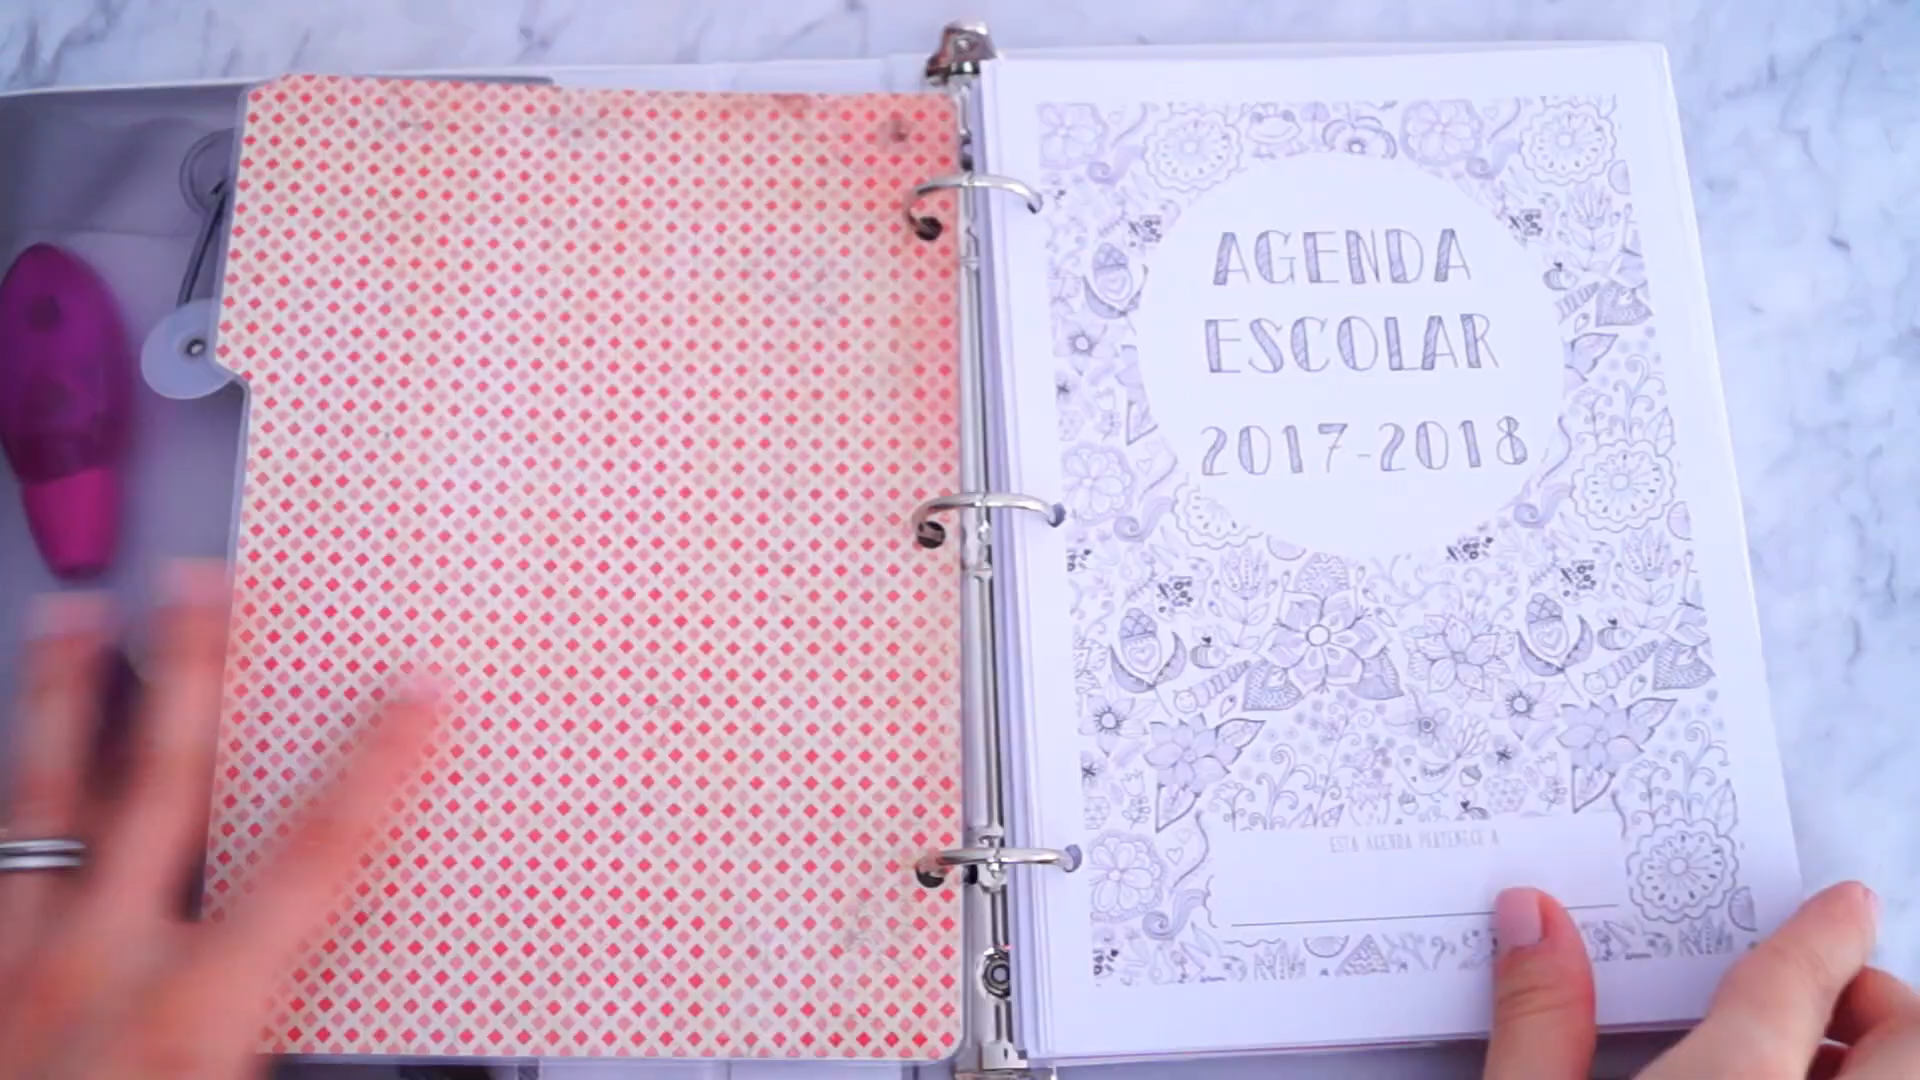 AGENDA
ESCOLAR
2017-2018
ESTA AGENDA PERTENECE A